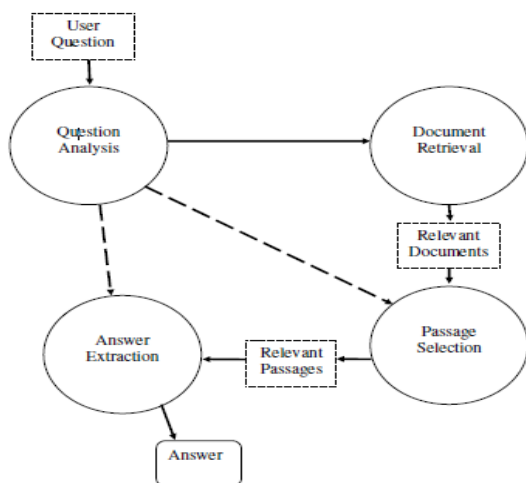 User
Question
Question
Analysis
Document
Retrieval
Relevant
Documents
Answer
Extraction
Relevant
Passages
Passage
Selection
Answer